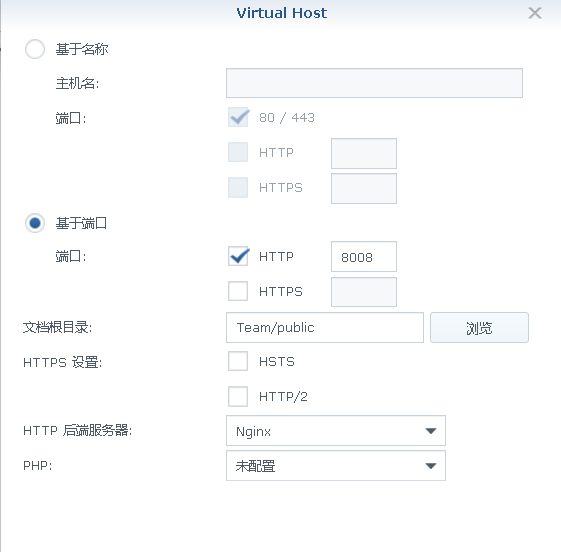 Virtual Host
基于名称
主机名:
端口: 80 / 443
HTTP
HTTPS
基于端口
端口: HTTP 8008
HTTPS
文档根目录: Team/public 浏览
HTTPS 设置: HSTS
HTTP/2
HTTP 后端服务器: Nginx
PHP: 未配置